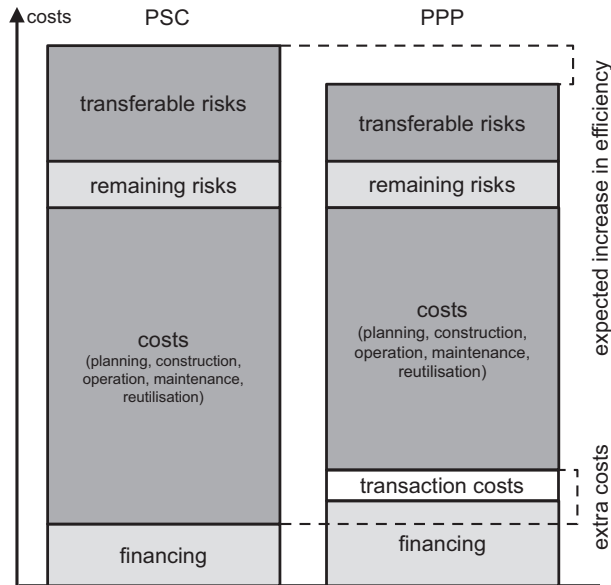 costs
PSC
PPP
transferable risks
remaining risks
costs
(planning, construction,
operation, maintenance,
reutilisation)
financing
transferable risks
remaining risks
costs
(planning, construction,
operation, maintenance,
reutilisation)
transaction costs
financing
expected increase in efficiency
extra costs